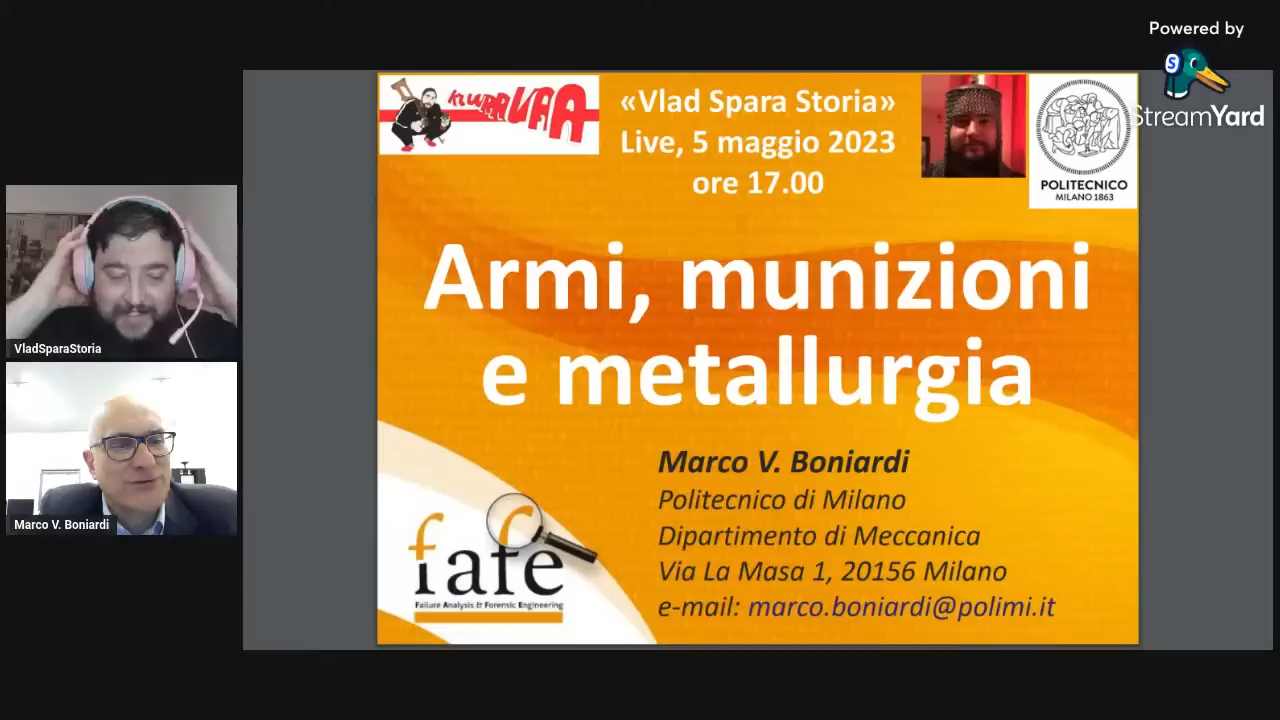 Powered by
StreamYard
KLUPPVAA
«Vlad Spara Storia»
Live, 5 maggio 2023
ore 17.00
POLITECNICO
MILANO 1863
Armi, munizioni
e metallurgia
VladSparaStoria
Marco V. Boniardi
Marco V. Boniardi
Politecnico di Milano
Dipartimento di Meccanica
Via La Masa 1, 20156 Milano
e-mail: marco.boniardi@polimi.it
fafe
Failure Analysis & Forensic Engineering